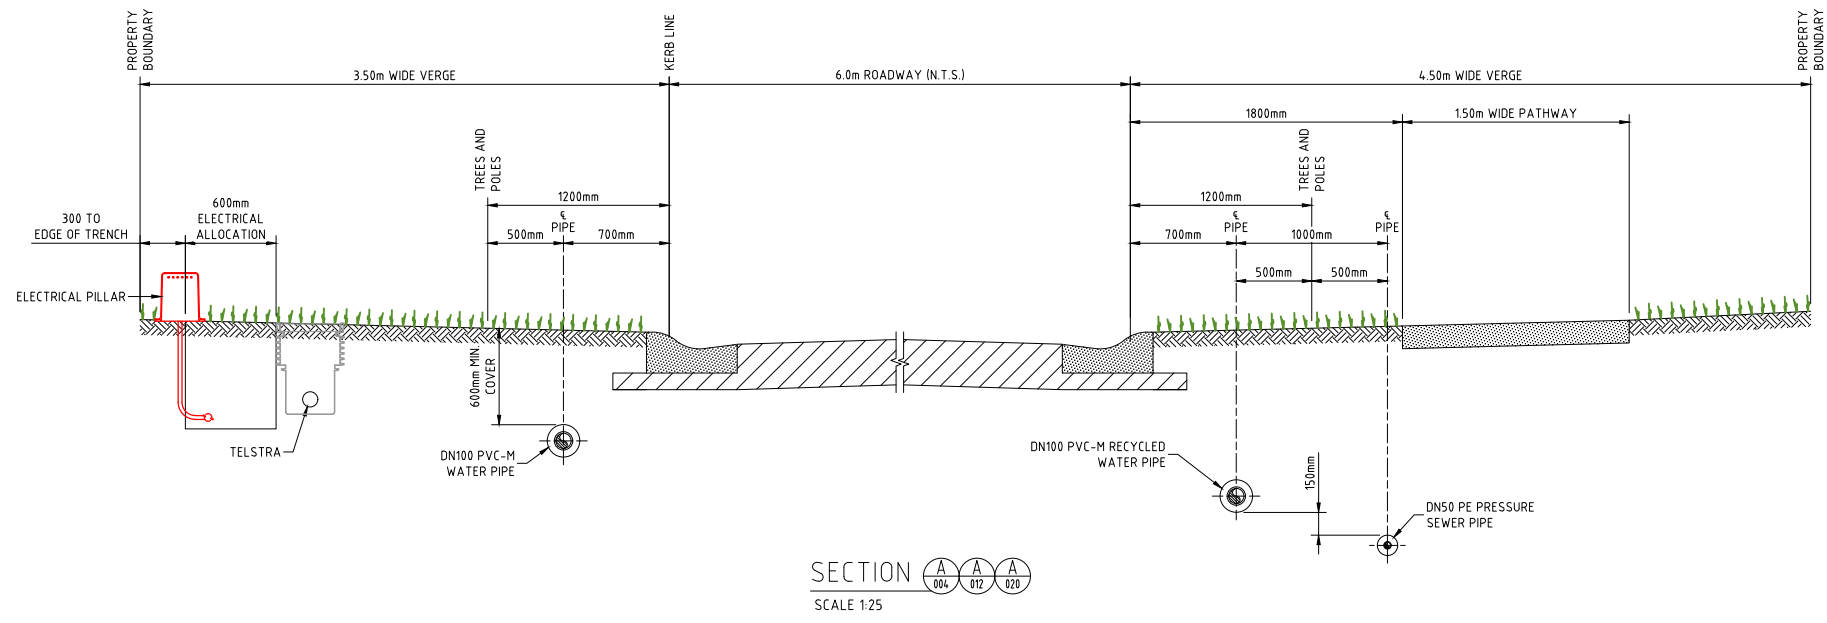 PROPERTY
BOUNDARY
KERB LINE
PROPERTY
BOUNDARY
3.50m WIDE VERGE
6.0m ROADWAY (N.T.S.)
4.50m WIDE VERGE
1800mm
1.50m WIDE PATHWAY
TREES AND
POLES
TREES AND
POLES
1200mm
1200mm
600mm
ELECTRICAL
ALLOCATION
300 TO
EDGE OF TRENCH
℄
PIPE
℄
PIPE
℄
PIPE
500mm
700mm
700mm
1000mm
500mm
500mm
ELECTRICAL PILLAR
600mm MIN.
COVER
TELSTRA
DN100 PVC-M
WATER PIPE
DN100 PVC-M RECYCLED
WATER PIPE
150mm
DN50 PE PRESSURE
SEWER PIPE
SECTION
A
004
A
012
A
020
SCALE 1:25